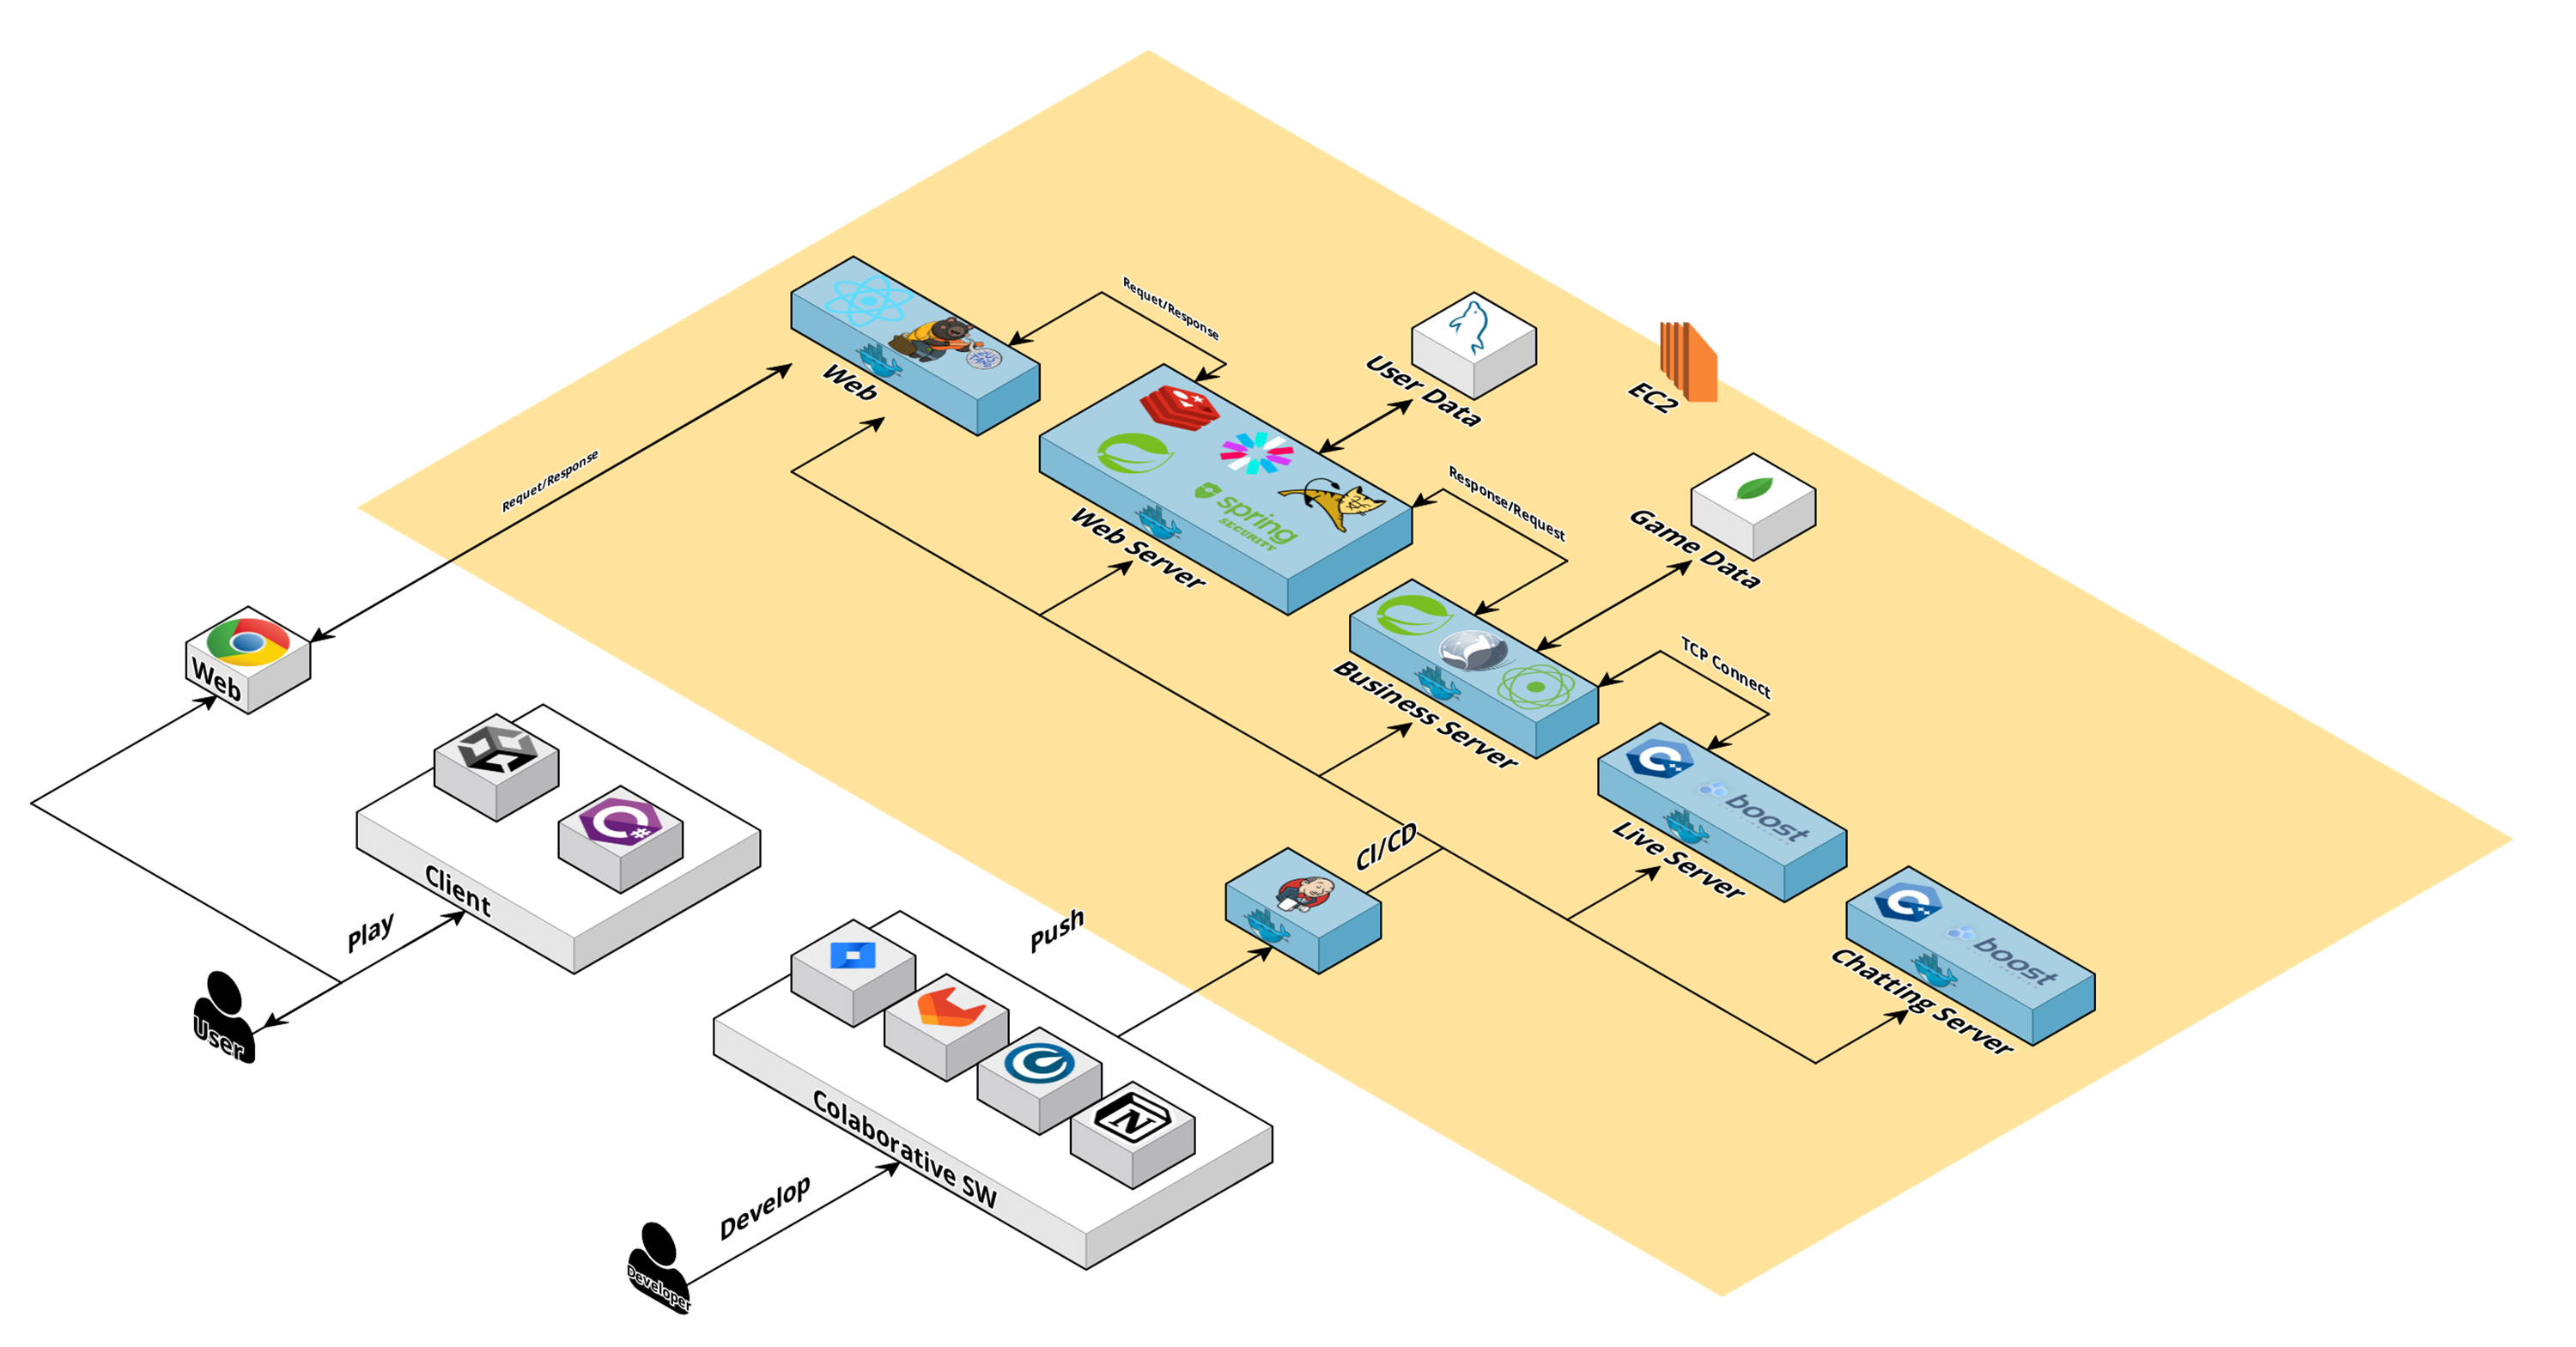 Requet/Response
User Data
EC2
Web
Requet/Response
Response/Request
spring
SECURITY
Web Server
Game Data
TCP Connect
Web
Business Server
boost
Live Server
CI/CD
Client
Play
Push
boost
Chatting Server
User
Colaborative SW
Develop
Developer